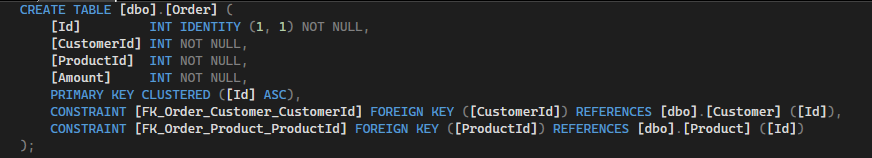 CREATE TABLE [dbo].[Order] (
    [Id]         INT IDENTITY (1, 1) NOT NULL,
    [CustomerId] INT NOT NULL,
    [ProductId]  INT NOT NULL,
    [Amount]     INT NOT NULL,
    PRIMARY KEY CLUSTERED ([Id] ASC),
    CONSTRAINT [FK_Order_Customer_CustomerId] FOREIGN KEY ([CustomerId]) REFERENCES [dbo].[Customer] ([Id]),
    CONSTRAINT [FK_Order_Product_ProductId] FOREIGN KEY ([ProductId]) REFERENCES [dbo].[Product] ([Id])
);